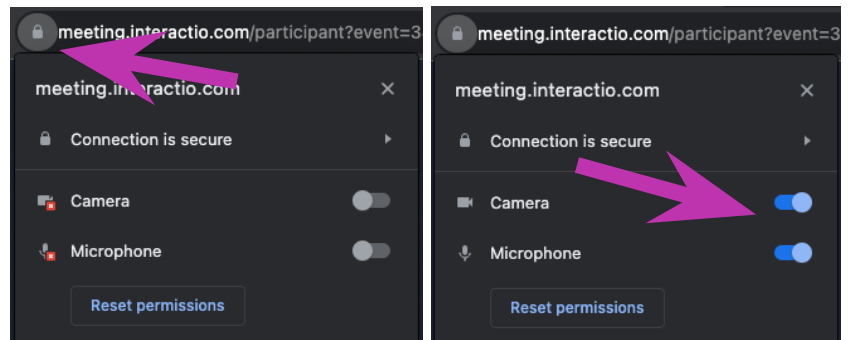 meeting.interactio.com/participant?event=3
meeting.interactio.com
Connection is secure
Camera
Microphone
Reset permissions
meeting.interactio.com/participant?event=3
meeting.interactio.com
Connection is secure
Camera
Microphone
Reset permissions